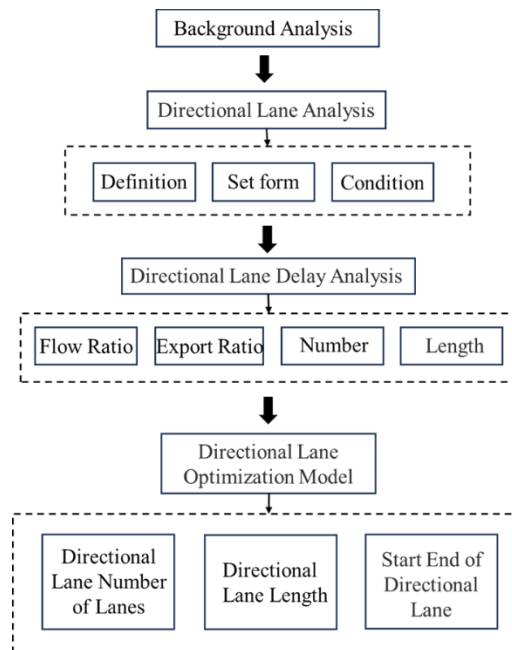 Background Analysis
Directional Lane Analysis
Definition
Set form
Condition
Directional Lane Delay Analysis
Flow Ratio
Export Ratio
Number
Length
Directional Lane
Optimization Model
Directional
Lane Number
of Lanes
Directional
Lane Length
Start End of
Directional
Lane